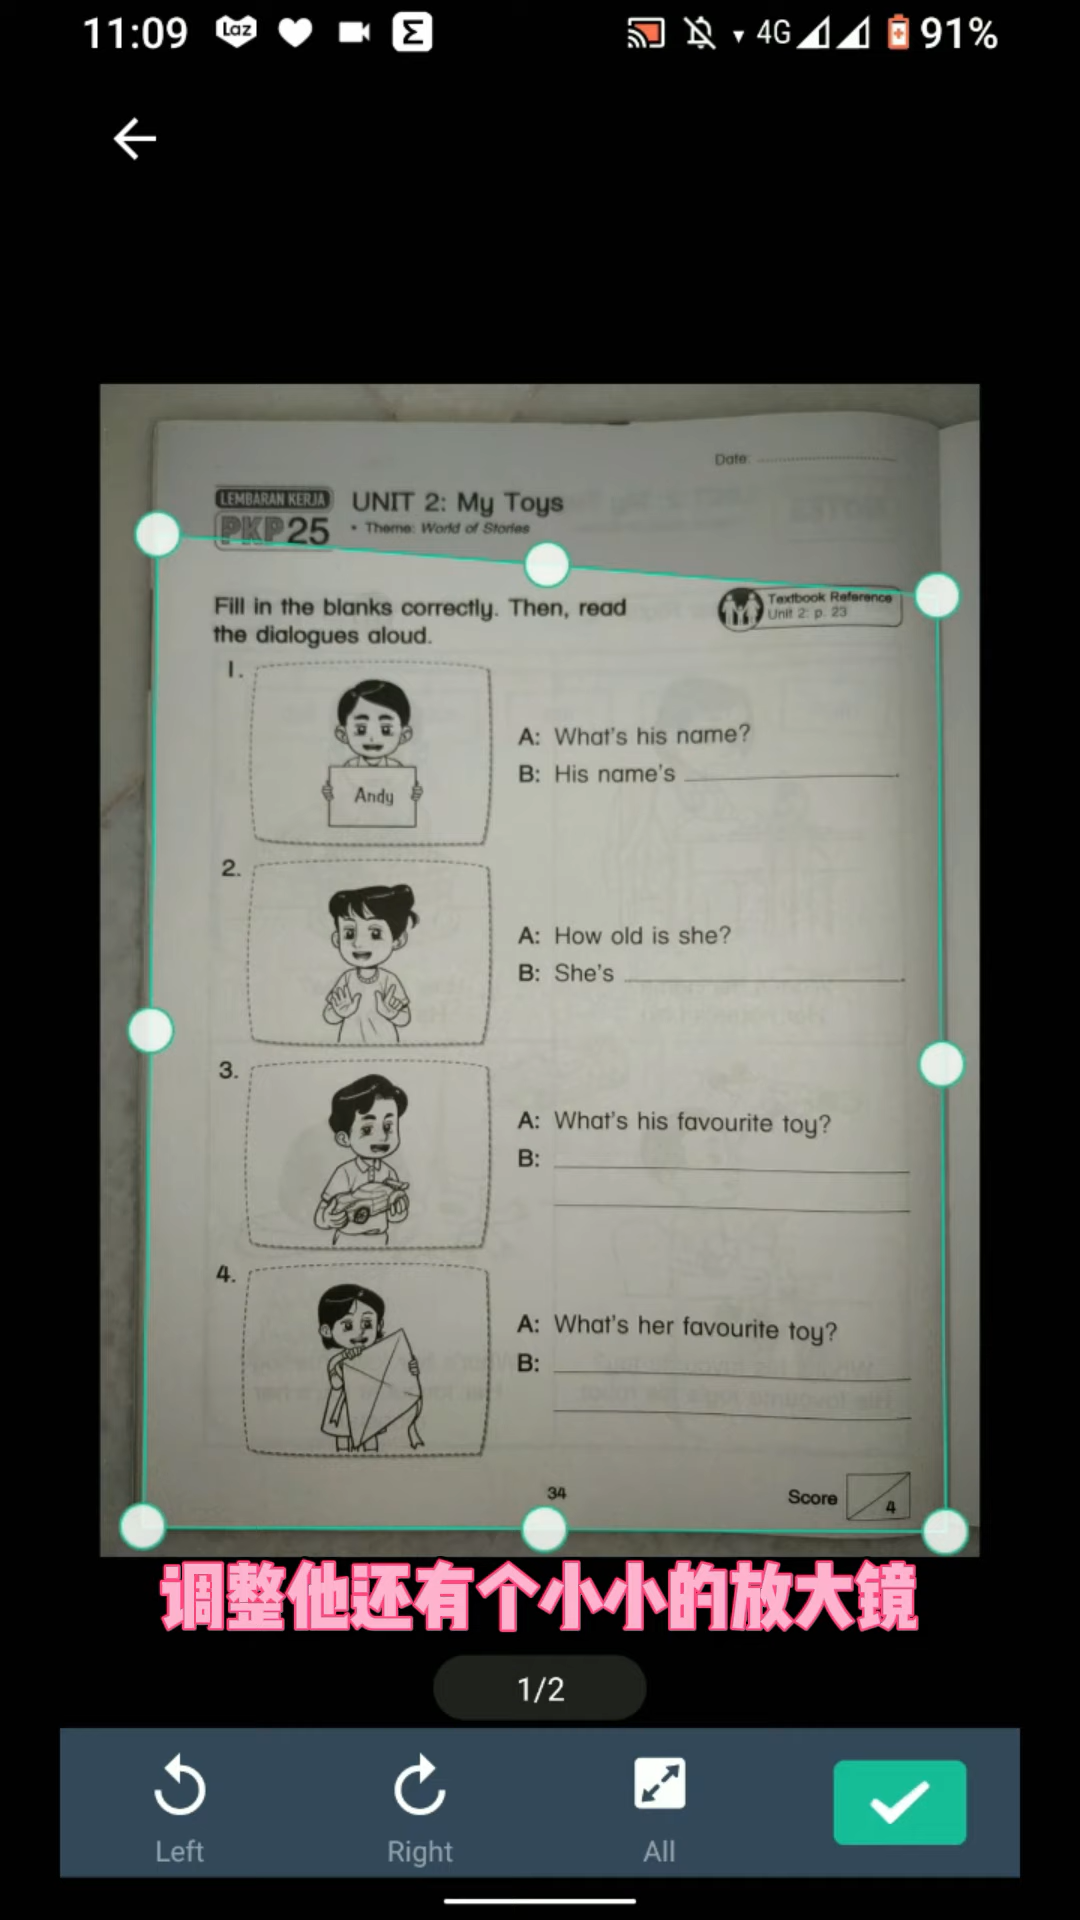 11:09 Laz 4G 91%
Date:
LEMBARAN KERJA
PKP 25
UNIT 2: My Toys
• Theme: World of Stories
Fill in the blanks correctly. Then, read
the dialogues aloud.
Textbook Reference
Unit 2: p. 23
1.
Andy
A: What's his name?
B: His name's
2.
A: How old is she?
B: She's
3.
A: What's his favourite toy?
B:
4.
A: What's her favourite toy?
B:
34
Score
4
调整他还有个小小的放大镜
1/2
Left
Right
All